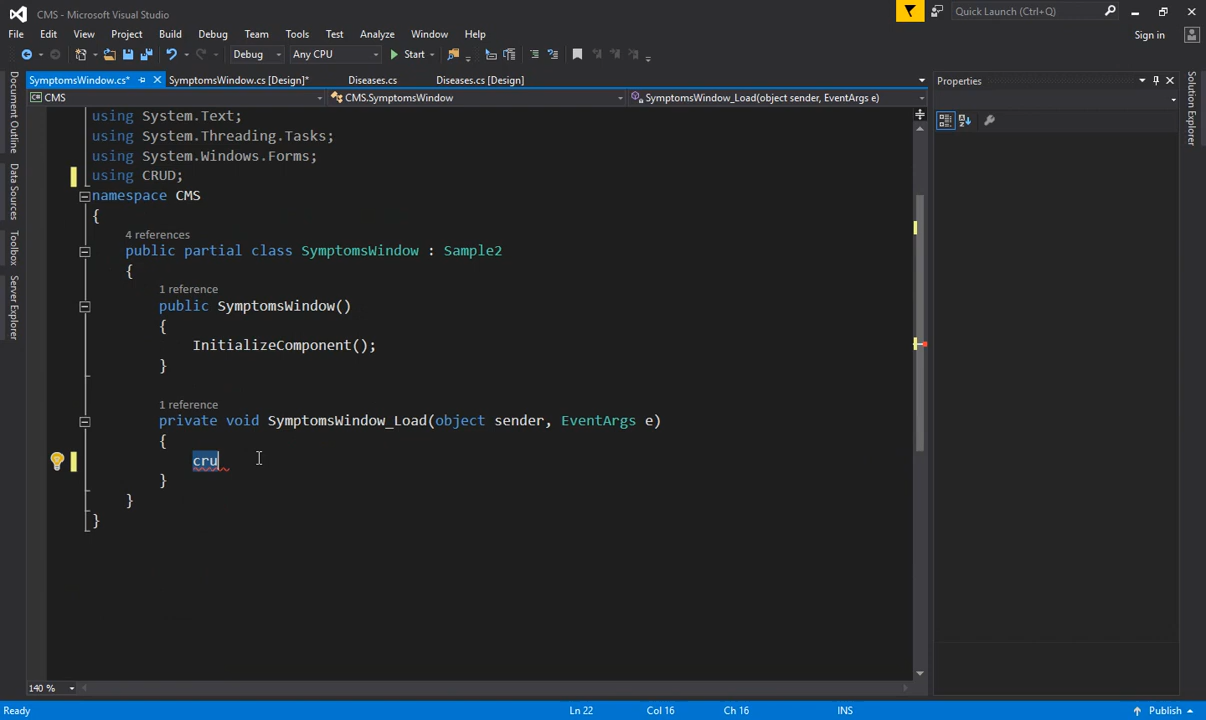 CMS - Microsoft Visual Studio
Quick Launch (Ctrl+Q)
File Edit View Project Build Debug Team Tools Test Analyze Window Help
Sign in
Debug Any CPU Start
SymptomsWindow.cs* SymptomsWindow.cs [Design]* Diseases.cs Diseases.cs [Design]
Properties
CMS CMS.SymptomsWindow SymptomsWindow_Load(object sender, EventArgs e)
Document Outline
Data Sources
Toolbox
Server Explorer
Solution Explorer
using System.Text;
using System.Threading.Tasks;
using System.Windows.Forms;
using CRUD;
namespace CMS
{
4 references
public partial class SymptomsWindow : Sample2
{
1 reference
public SymptomsWindow()
{
InitializeComponent();
}
1 reference
private void SymptomsWindow_Load(object sender, EventArgs e)
{
cru
}
}
}
140 %
Ready Ln 22 Col 16 Ch 16 INS Publish